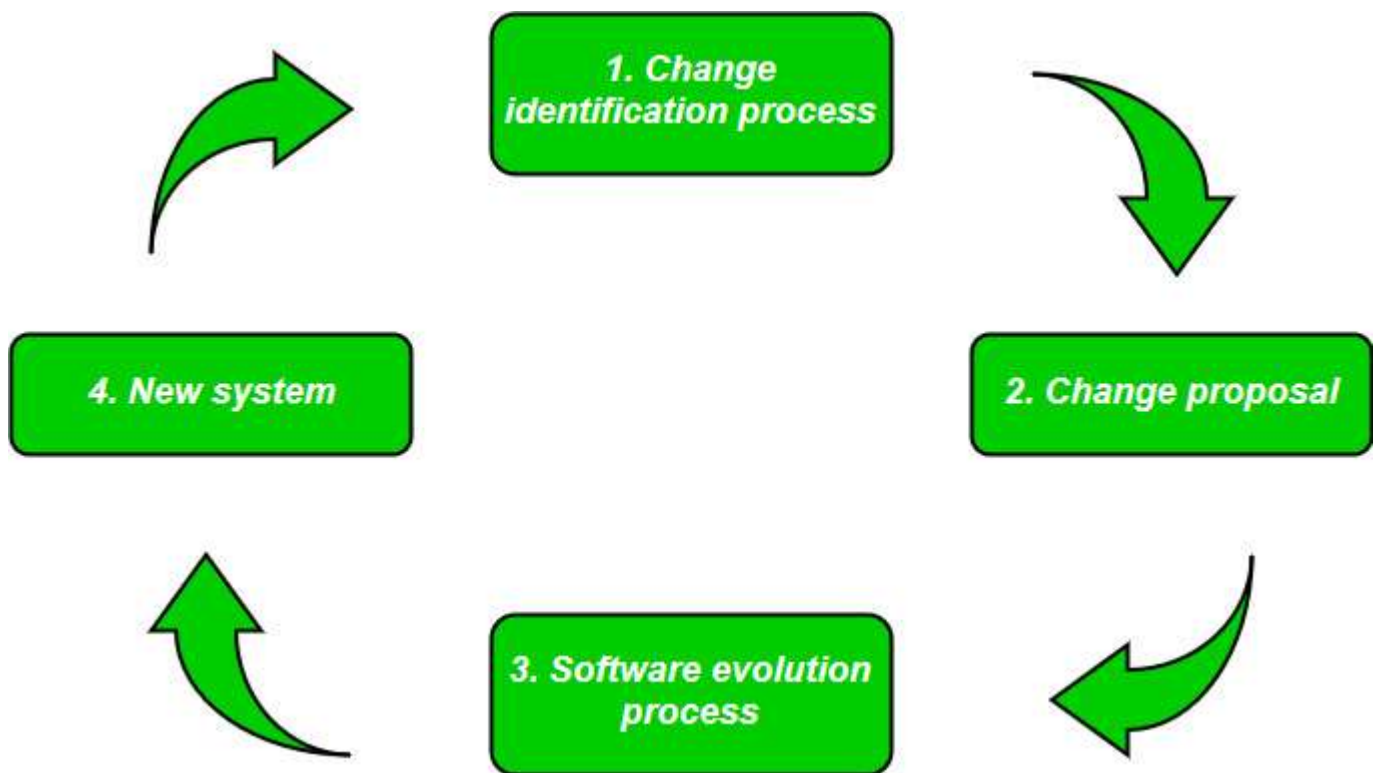 1. Change
identification process
2. Change proposal
3. Software evolution
process
4. New system